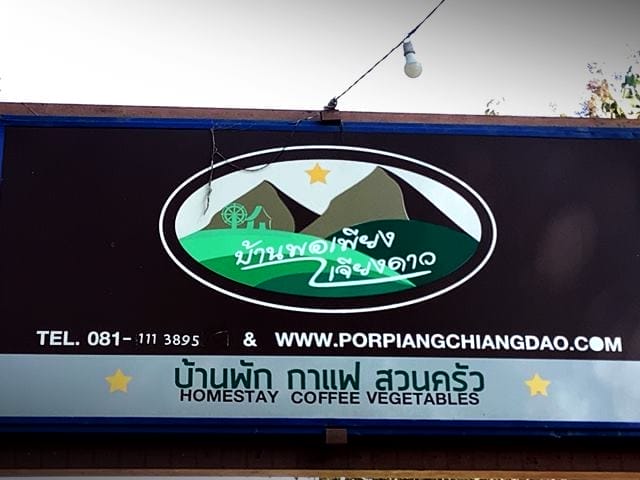 บ้านพอเพียง
เจียงดาว
TEL. 081-111 3895 & WWW.PORPIANGCHIANGDAO.COM
บ้านพัก กาแฟ สวนครัว
HOMESTAY COFFEE VEGETABLES